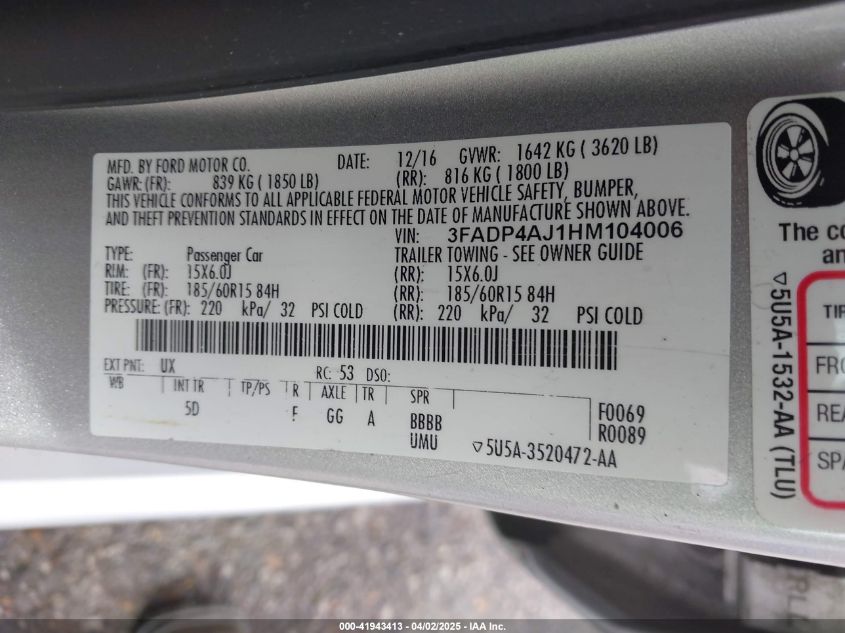 MFD. BY FORD MOTOR CO. DATE: 12/16 GVWR: 1642 KG ( 3620 LB)
GAWR: (FR): 839 KG ( 1850 LB) (RR): 816 KG ( 1800 LB)
THIS VEHICLE CONFORMS TO ALL APPLICABLE FEDERAL MOTOR VEHICLE SAFETY, BUMPER,
AND THEFT PREVENTION STANDARDS IN EFFECT ON THE DATE OF MANUFACTURE SHOWN ABOVE.
VIN: 3FADP4AJ1HM104006
TYPE: Passenger Car TRAILER TOWING - SEE OWNER GUIDE
RIM: (FR): 15X6.0J (RR): 15X6.0J
TIRE: (FR): 185/60R15 84H (RR): 185/60R15 84H
PRESSURE: (FR): 220 kPa/ 32 PSI COLD (RR): 220 kPa/ 32 PSI COLD
EXT PNT: UX RC: 53 DSO:
WB INT TR TP/PS R AXLE TR SPR
5D F GG A BBBB F0069
UMU R0089
▽5U5A-3520472-AA
The co
an
TIR
FRO
REA
SPA
▽5U5A-1532-AA (TLU)
000-41943413 - 04/02/2025 - IAA Inc.